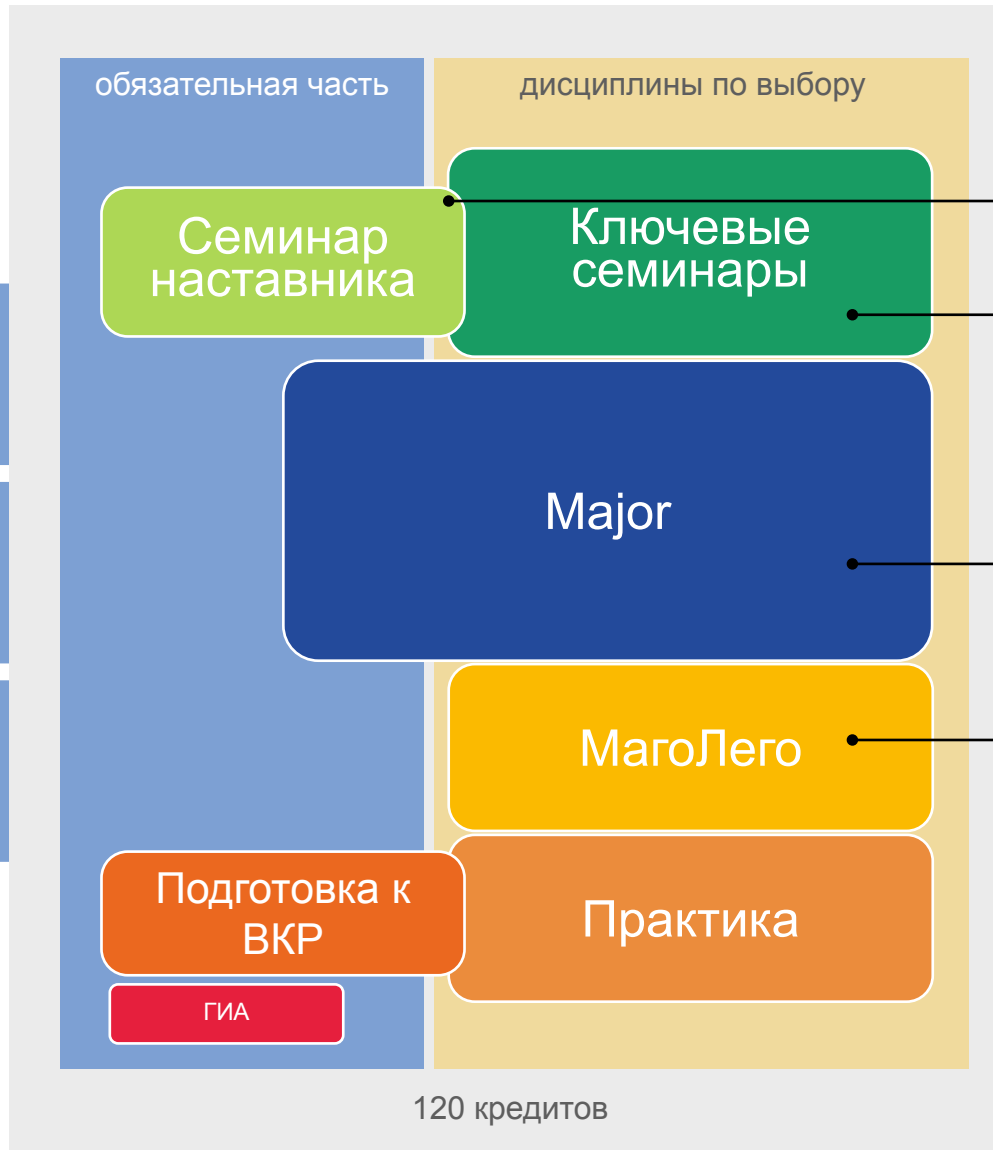 обязательная часть
дисциплины по выбору
Семинар
наставника
Ключевые
семинары
Major
МагоЛего
Подготовка к
ВКР
Практика
ГИА
120 кредитов